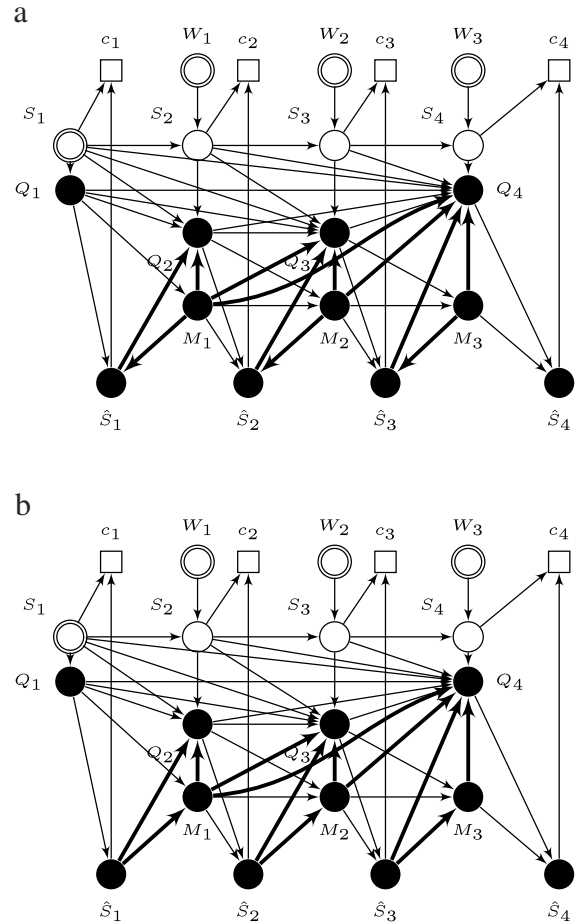 a
c₁ W₁ c₂ W₂ c₃ W₃ c₄
S₁ S₂ S₃ S₄
Q₁ Q₄
Q₂ Q₃
M₁ M₂ M₃
Ŝ₁ Ŝ₂ Ŝ₃ Ŝ₄
b
c₁ W₁ c₂ W₂ c₃ W₃ c₄
S₁ S₂ S₃ S₄
Q₁ Q₄
Q₂ Q₃
M₁ M₂ M₃
Ŝ₁ Ŝ₂ Ŝ₃ Ŝ₄